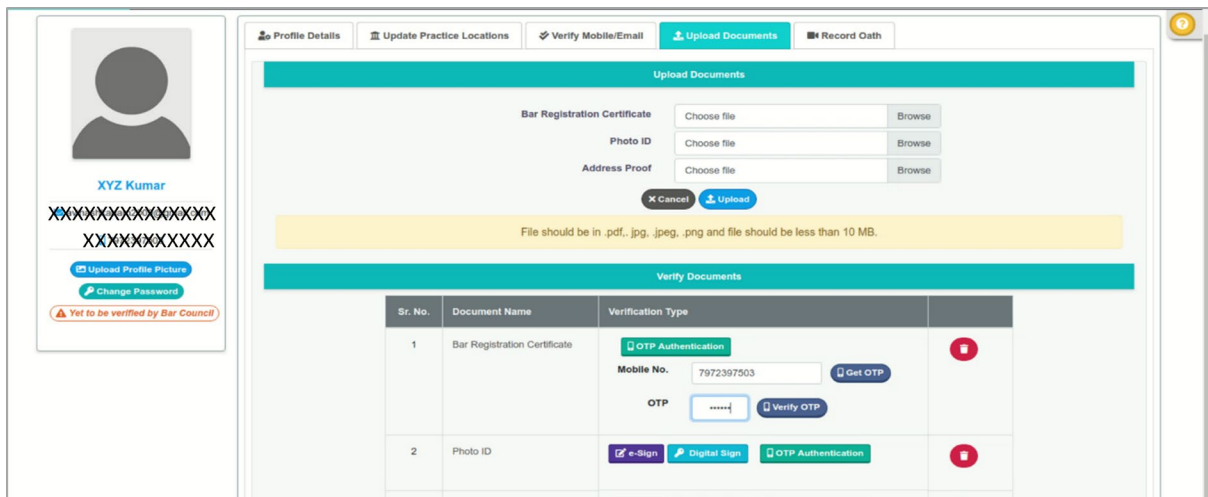 Profile Details
Update Practice Locations
Verify Mobile/Email
Upload Documents
Record Oath
XYZ Kumar
XXXXXXXXXXXXXXX
XXXXXXXXXXXX
Upload Profile Picture
Change Password
Yet to be verified by Bar Council
Upload Documents
Bar Registration Certificate Choose file Browse
Photo ID Choose file Browse
Address Proof Choose file Browse
Cancel Upload
File should be in .pdf,. jpg, .jpeg, .png and file should be less than 10 MB.
Verify Documents
Sr. No. Document Name Verification Type
1 Bar Registration Certificate OTP Authentication
Mobile No. 7972397503 Get OTP
OTP Verify OTP
2 Photo ID e-Sign Digital Sign OTP Authentication